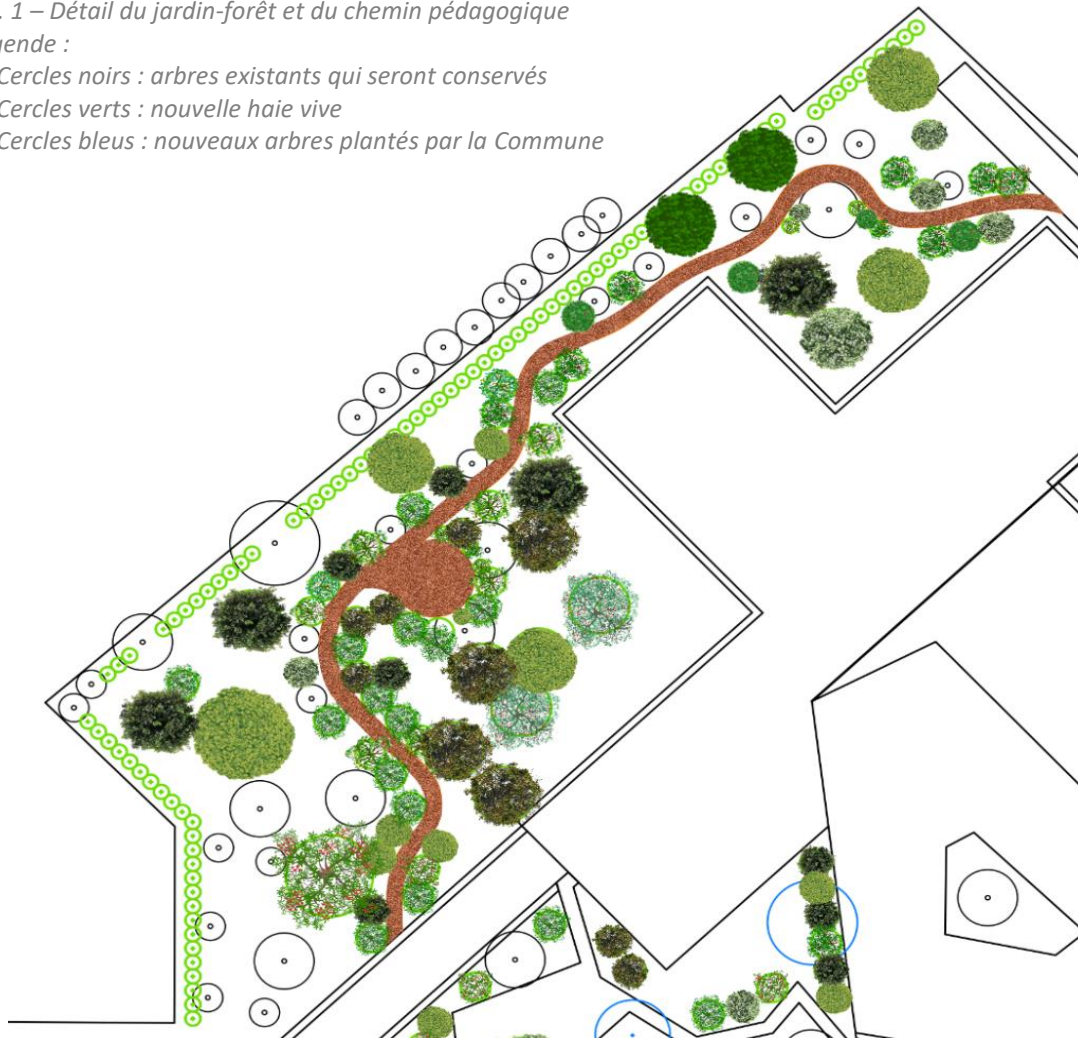 . 1 – Détail du jardin-forêt et du chemin pédagogique
gende :
Cercles noirs : arbres existants qui seront conservés
Cercles verts : nouvelle haie vive
Cercles bleus : nouveaux arbres plantés par la Commune